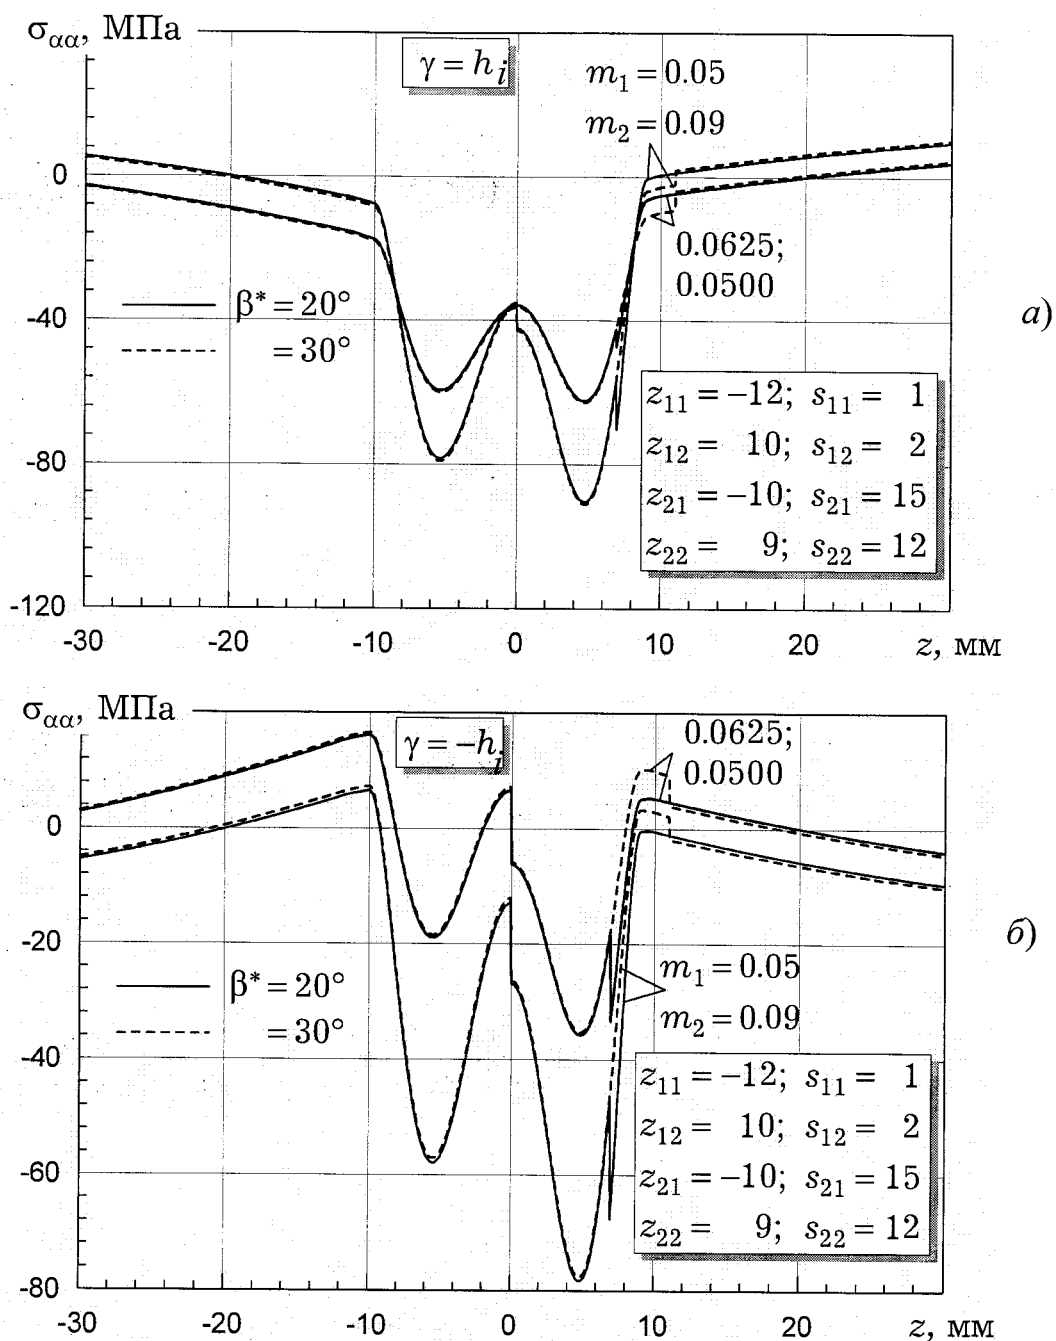 σαα, МПа
γ = hi
m1 = 0.05
m2 = 0.09
0
0.0625;
0.0500
β* = 20°
= 30°
-40
а)
z11 = −12; s11 = 1
z12 = 10; s12 = 2
-80
z21 = −10; s21 = 15
z22 = 9; s22 = 12
-120
-30 -20 -10 0 10 20 z, мм
σαα, МПа
γ = −hi
0.0625;
0.0500
0
-20
б)
β* = 20°
= 30°
m1 = 0.05
m2 = 0.09
-40
z11 = −12; s11 = 1
z12 = 10; s12 = 2
-60
z21 = −10; s21 = 15
z22 = 9; s22 = 12
-80
-30 -20 -10 0 10 20 z, мм